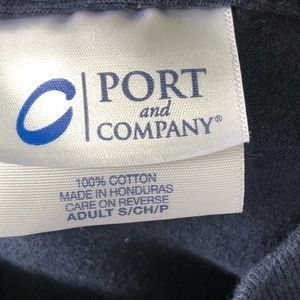 PORT
and
COMPANY®
100% COTTON
MADE IN HONDURAS
CARE ON REVERSE
ADULT S/CH/P